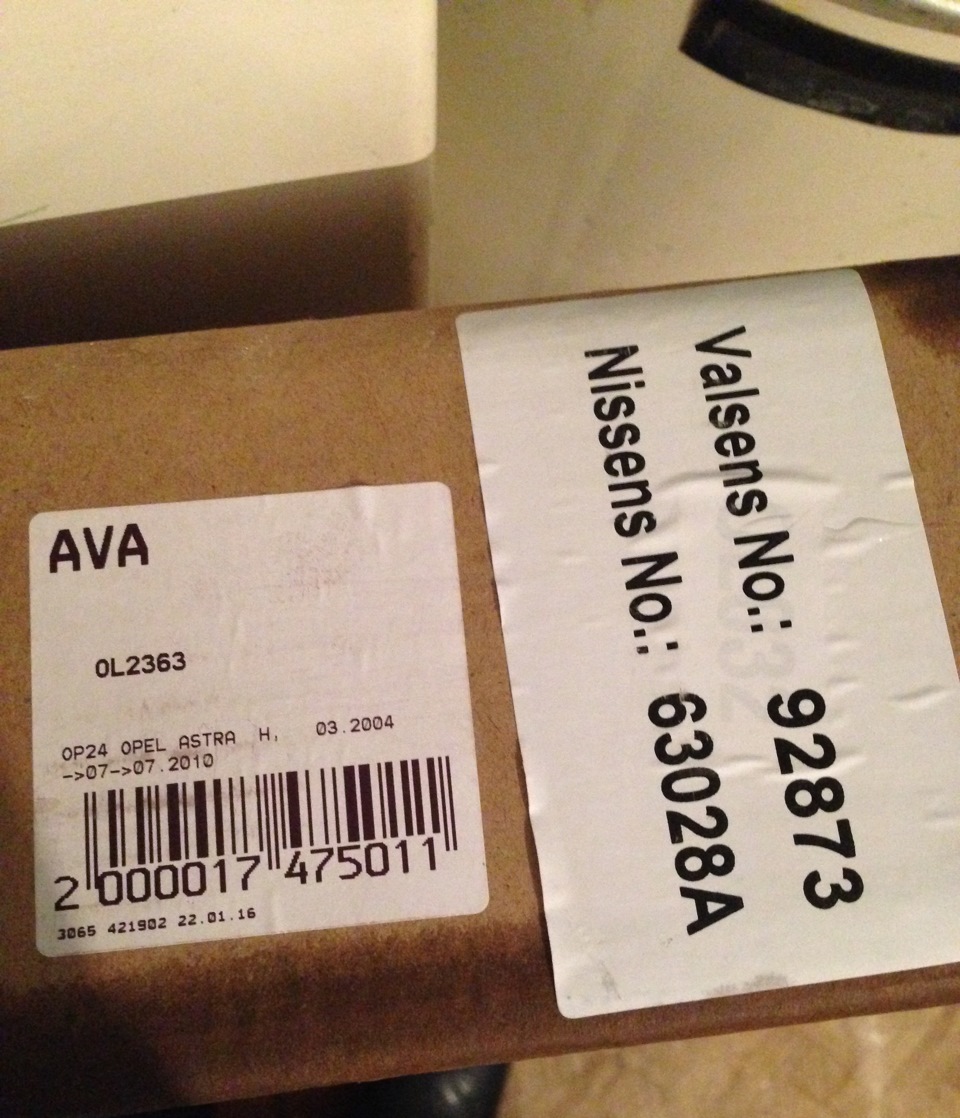 AVA
OL2363
OP24 OPEL ASTRA H, 03.2004
->07->07.2010
2 000017 475011
3065 421902 22.01.16
Valsens No.: 92873
Nissens No.: 63028A